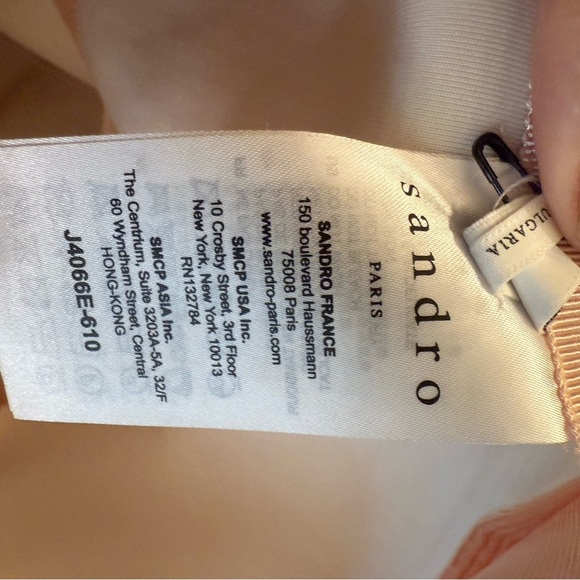 sandro
PARIS
SANDRO FRANCE
150 boulevard Haussmann
75008 Paris
www.sandro-paris.com
SMCP USA Inc.
10 Crosby Street, 3rd Floor
New York, New York 10013
RN132784
SMCP ASIA Inc.
The Centrium, Suite 3203A-5A, 32/F
60 Wyndham Street, Central
HONG-KONG
J4066E-610
ULGARIA